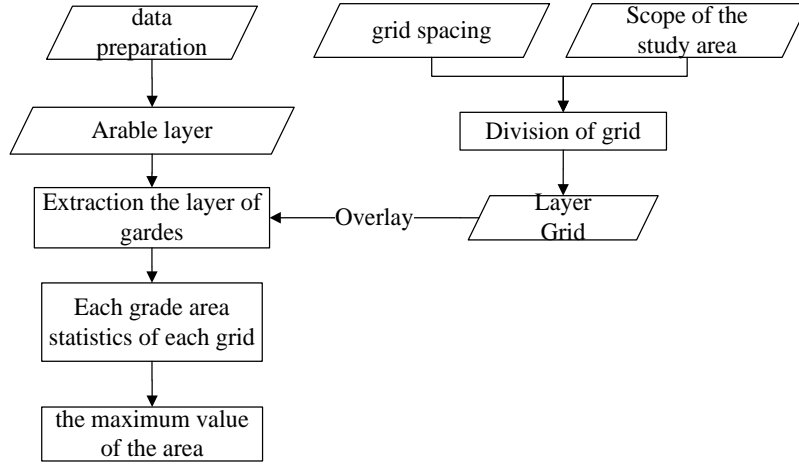 data
preparation
grid spacing
Scope of the
study area
Arable layer
Division of grid
Extraction the layer of
gardes
Overlay
Layer
Grid
Each grade area
statistics of each grid
the maximum value
of the area